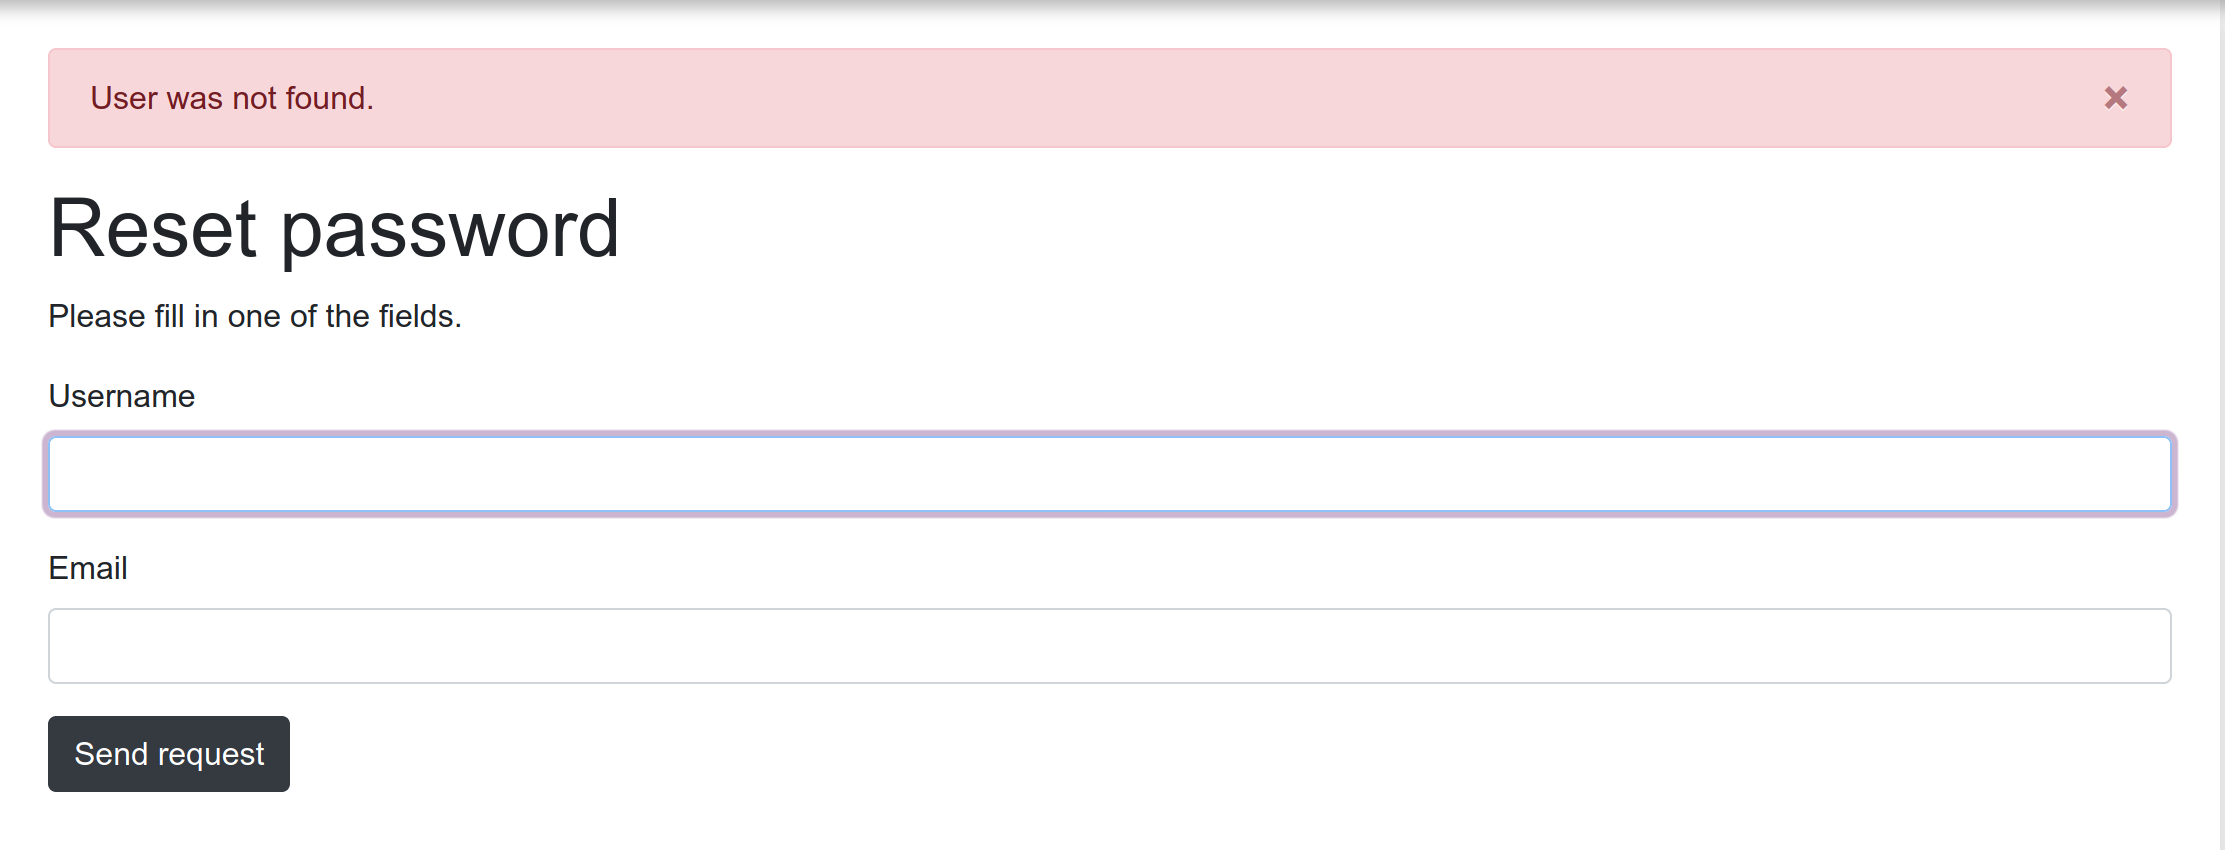 User was not found. ×
Reset password
Please fill in one of the fields.
Username
Email
Send request